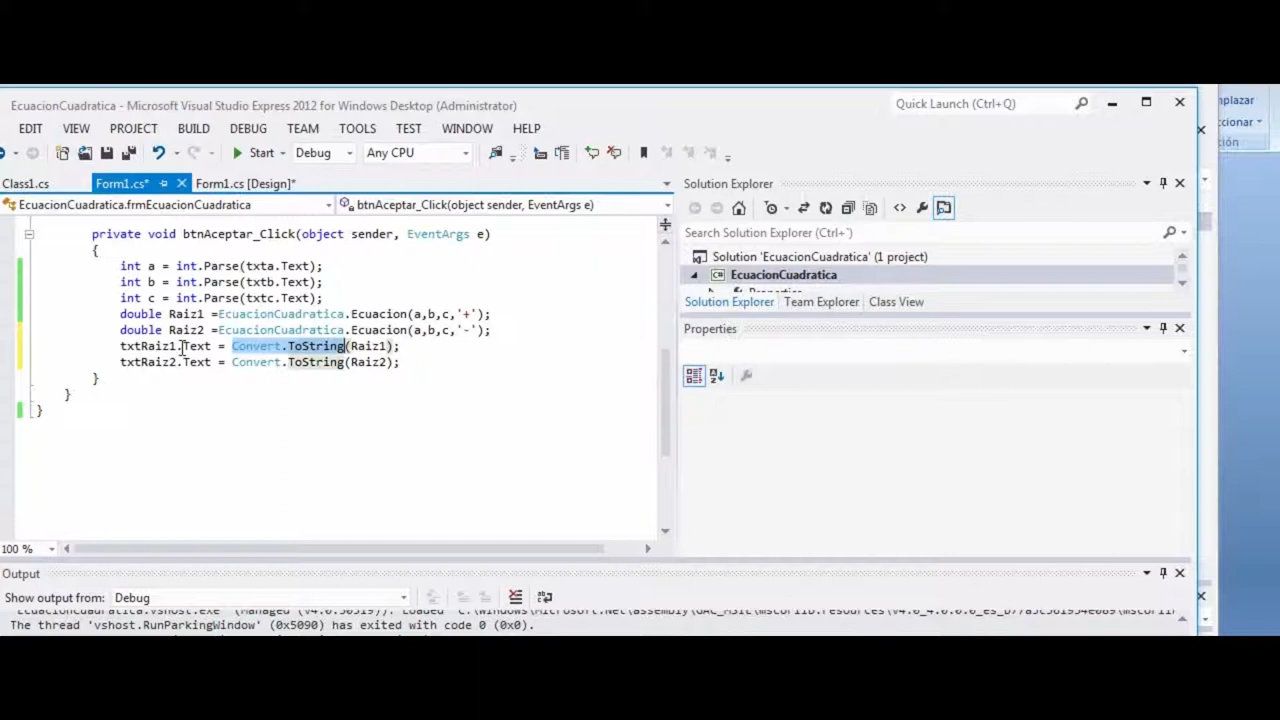 EcuacionCuadratica - Microsoft Visual Studio Express 2012 for Windows Desktop (Administrator)
Quick Launch (Ctrl+Q)
mplazar
EDIT VIEW PROJECT BUILD DEBUG TEAM TOOLS TEST WINDOW HELP
ccionar
ión
Start Debug Any CPU
Class1.cs Form1.cs* Form1.cs [Design]*
Solution Explorer
EcuacionCuadratica.frmEcuacionCuadratica btnAceptar_Click(object sender, EventArgs e)
Search Solution Explorer (Ctrl+`)
Solution 'EcuacionCuadratica' (1 project)
EcuacionCuadratica
Properties
Solution Explorer Team Explorer Class View
Properties
private void btnAceptar_Click(object sender, EventArgs e)
{
int a = int.Parse(txta.Text);
int b = int.Parse(txtb.Text);
int c = int.Parse(txtc.Text);
double Raiz1 =EcuacionCuadratica.Ecuacion(a,b,c,'+');
double Raiz2 =EcuacionCuadratica.Ecuacion(a,b,c,'-');
txtRaiz1.Text = Convert.ToString(Raiz1);
txtRaiz2.Text = Convert.ToString(Raiz2);
}
}
}
100 %
Output
Show output from: Debug
The thread 'vshost.RunParkingWindow' (0x5090) has exited with code 0 (0x0).